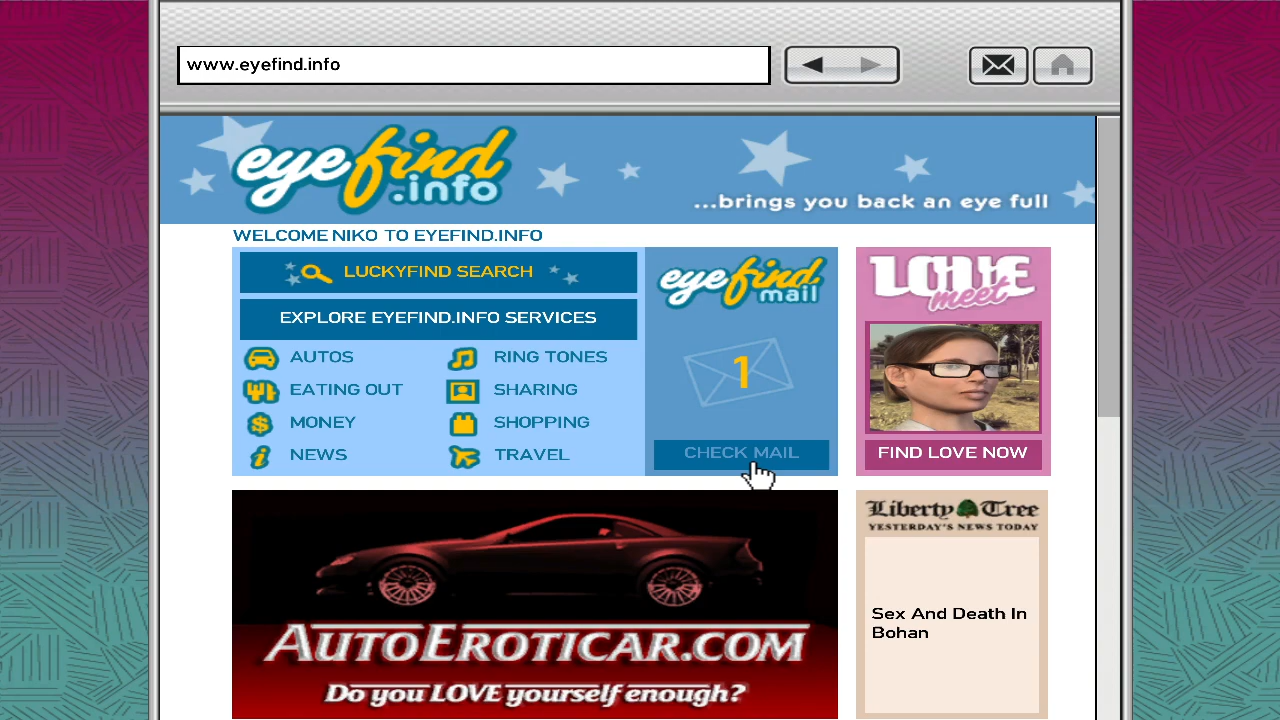 www.eyefind.info
eyefind
.info
...brings you back an eye full
WELCOME NIKO TO EYEFIND.INFO
LUCKYFIND SEARCH
EXPLORE EYEFIND.INFO SERVICES
AUTOS
EATING OUT
MONEY
NEWS
RING TONES
SHARING
SHOPPING
TRAVEL
eyefind
mail
1
CHECK MAIL
LOVE
meet
FIND LOVE NOW
AUTOEROTICAR.COM
Do you LOVE yourself enough?
Liberty Tree
YESTERDAY'S NEWS TODAY
Sex And Death In
Bohan